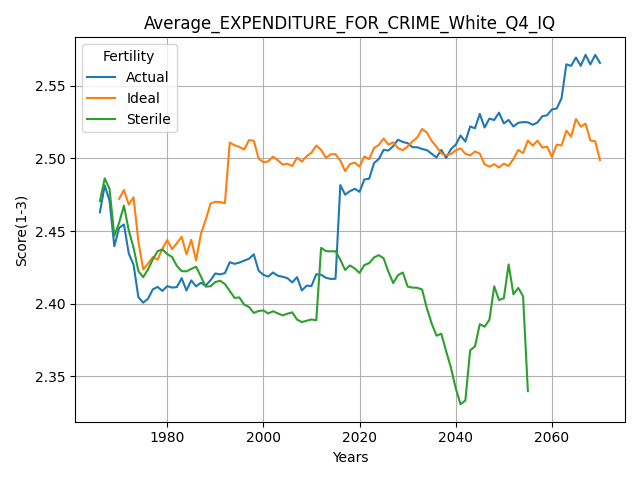 Average_EXPENDITURE_FOR_CRIME_White_Q4_IQ
Fertility
Actual
Ideal
Sterile
2.55
2.50
2.45
2.40
2.35
Score(1-3)
1980
2000
2020
2040
2060
Years